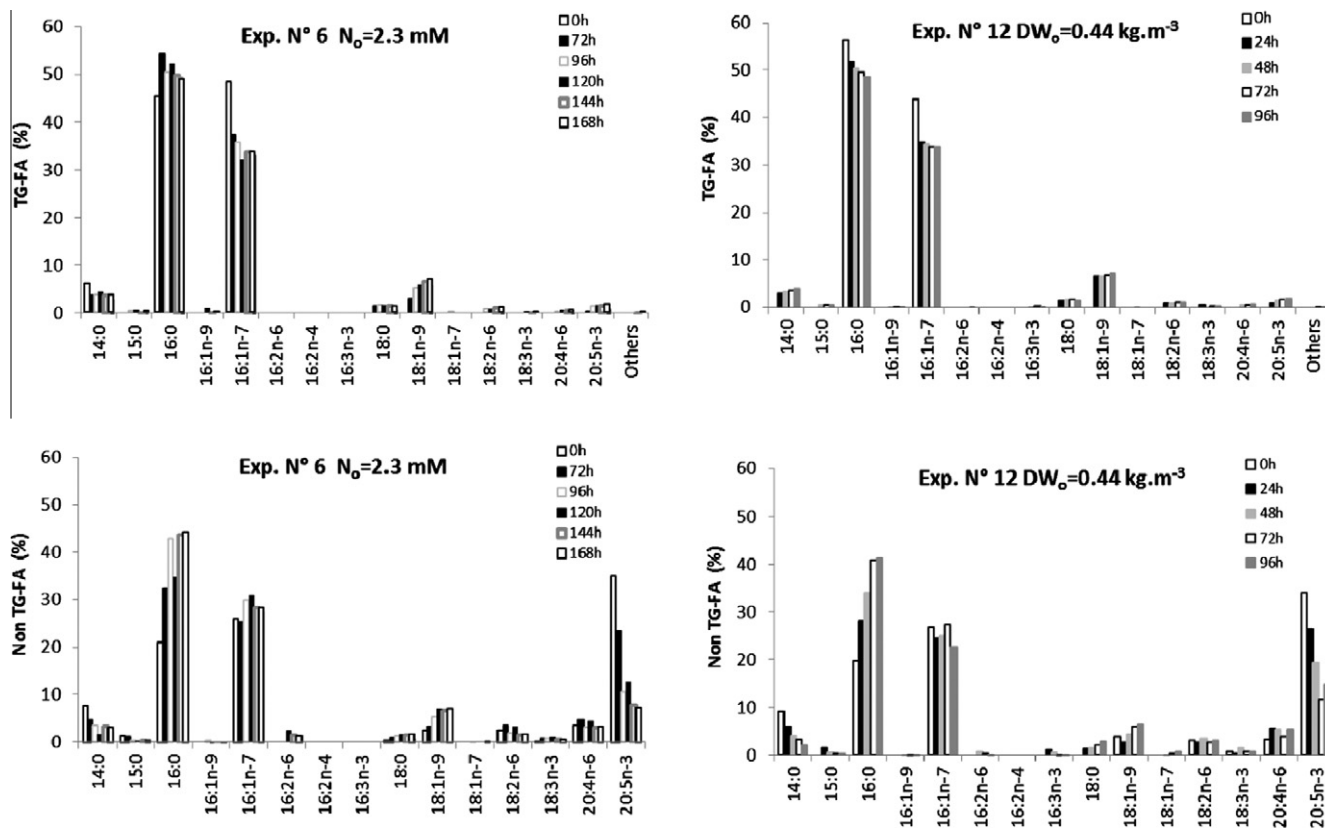 Exp. N° 6 Nₒ=2.3 mM
TG-FA (%)
60
50
40
30
20
10
0
0h
72h
96h
120h
144h
168h
14:0
15:0
16:0
16:1n-9
16:1n-7
16:2n-6
16:2n-4
16:3n-3
18:0
18:1n-9
18:1n-7
18:2n-6
18:3n-3
20:4n-6
20:5n-3
Others
Exp. N° 12 DWₒ=0.44 kg.m⁻³
TG-FA (%)
60
50
40
30
20
10
0
0h
24h
48h
72h
96h
14:0
15:0
16:0
16:1n-9
16:1n-7
16:2n-6
16:2n-4
16:3n-3
18:0
18:1n-9
18:1n-7
18:2n-6
18:3n-3
20:4n-6
20:5n-3
Others
Exp. N° 6 Nₒ=2.3 mM
Non TG-FA (%)
60
50
40
30
20
10
0
0h
72h
96h
120h
144h
168h
14:0
15:0
16:0
16:1n-9
16:1n-7
16:2n-6
16:2n-4
16:3n-3
18:0
18:1n-9
18:1n-7
18:2n-6
18:3n-3
20:4n-6
20:5n-3
Exp. N° 12 DWₒ=0.44 kg.m⁻³
Non TG-FA (%)
60
50
40
30
20
10
0
0h
24h
48h
72h
96h
14:0
15:0
16:0
16:1n-9
16:1n-7
16:2n-6
16:2n-4
16:3n-3
18:0
18:1n-9
18:1n-7
18:2n-6
18:3n-3
20:4n-6
20:5n-3